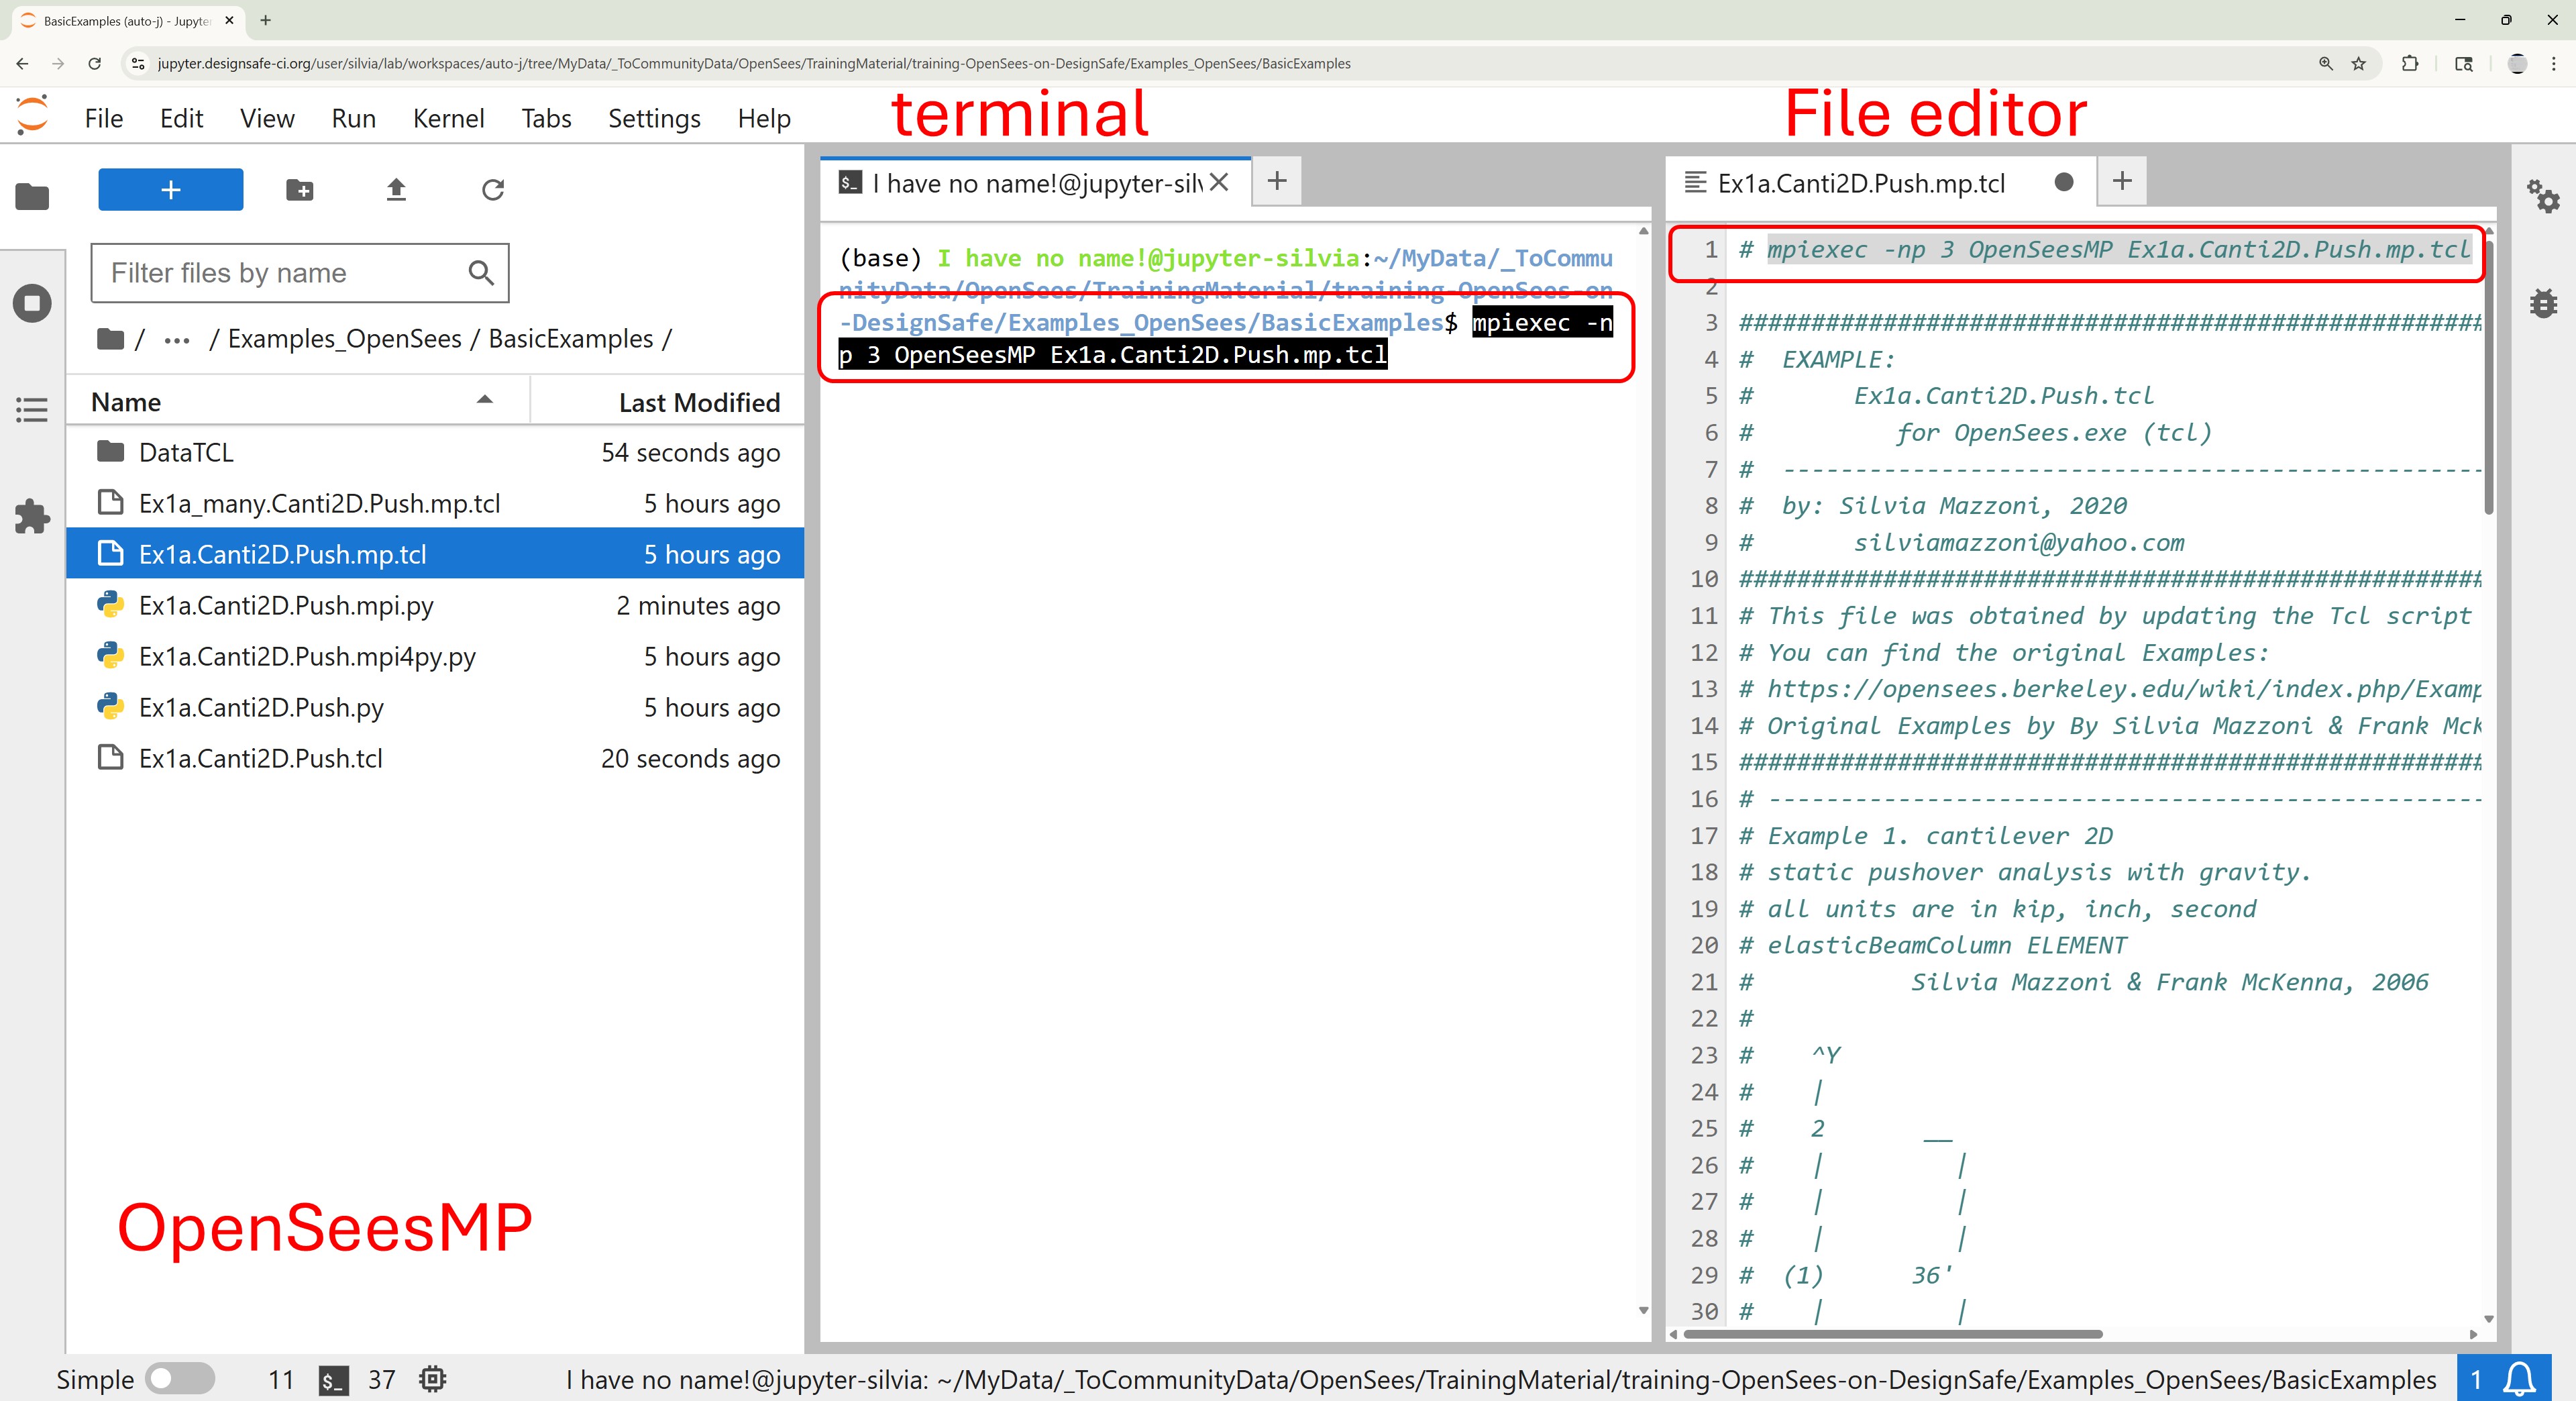 BasicExamples (auto-j) - Jupyter
jupyter.designsafe-ci.org/user/silvia/lab/workspaces/auto-j/tree/MyData/_ToCommunityData/OpenSees/TrainingMaterial/training-OpenSees-on-DesignSafe/Examples_OpenSees/BasicExamples
File Edit View Run Kernel Tabs Settings Help
terminal
File editor
+
Filter files by name
/ ... / Examples_OpenSees / BasicExamples /
Name Last Modified
DataTCL 54 seconds ago
Ex1a_many.Canti2D.Push.mp.tcl 5 hours ago
Ex1a.Canti2D.Push.mp.tcl 5 hours ago
Ex1a.Canti2D.Push.mpi.py 2 minutes ago
Ex1a.Canti2D.Push.mpi4py.py 5 hours ago
Ex1a.Canti2D.Push.py 5 hours ago
Ex1a.Canti2D.Push.tcl 20 seconds ago
OpenSeesMP
$_ I have no name!@jupyter-silv
(base) I have no name!@jupyter-silvia:~/MyData/_ToCommu
nityData/OpenSees/TrainingMaterial/training-OpenSees-on
-DesignSafe/Examples_OpenSees/BasicExamples$ mpiexec -n
p 3 OpenSeesMP Ex1a.Canti2D.Push.mp.tcl
Ex1a.Canti2D.Push.mp.tcl
1 # mpiexec -np 3 OpenSeesMP Ex1a.Canti2D.Push.mp.tcl
2
3 ####################################################
4 # EXAMPLE:
5 # Ex1a.Canti2D.Push.tcl
6 # for OpenSees.exe (tcl)
7 # -------------------------------------------------
8 # by: Silvia Mazzoni, 2020
9 # silviamazzoni@yahoo.com
10 ####################################################
11 # This file was obtained by updating the Tcl script
12 # You can find the original Examples:
13 # https://opensees.berkeley.edu/wiki/index.php/Examp
14 # Original Examples by By Silvia Mazzoni & Frank McK
15 ####################################################
16 # --------------------------------------------------
17 # Example 1. cantilever 2D
18 # static pushover analysis with gravity.
19 # all units are in kip, inch, second
20 # elasticBeamColumn ELEMENT
21 # Silvia Mazzoni & Frank McKenna, 2006
22 #
23 # ^Y
24 # |
25 # 2 __
26 # | |
27 # | |
28 # | |
29 # (1) 36'
30 # | |
Simple 11 $_ 37 I have no name!@jupyter-silvia: ~/MyData/_ToCommunityData/OpenSees/TrainingMaterial/training-OpenSees-on-DesignSafe/Examples_OpenSees/BasicExamples 1